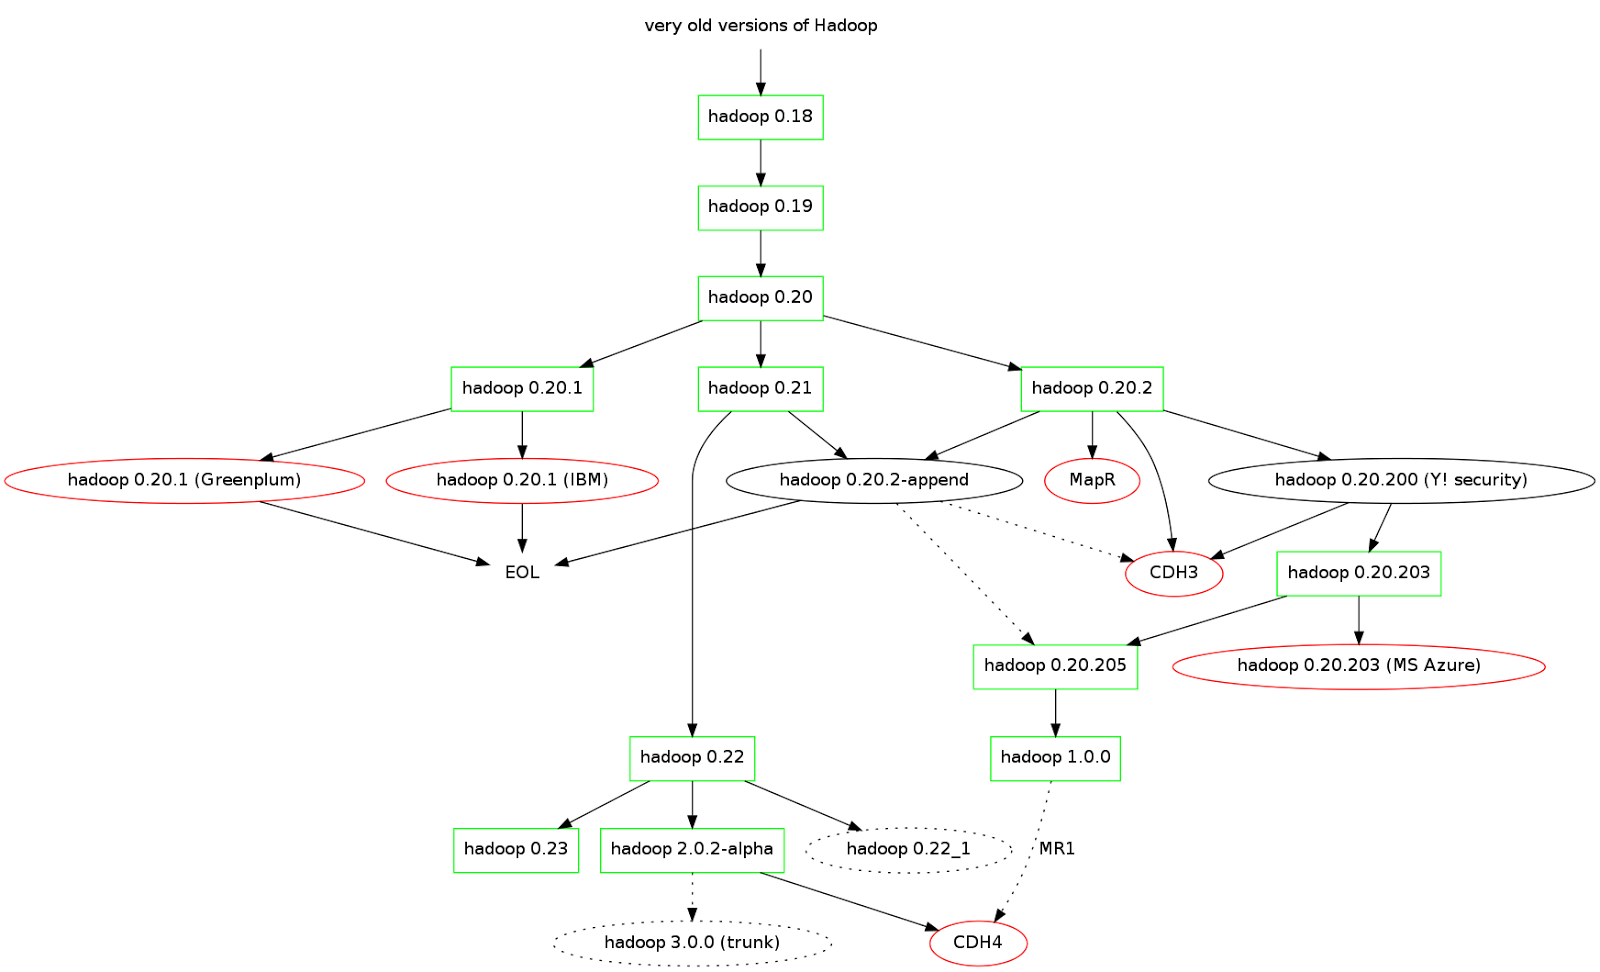 very old versions of Hadoop
hadoop 0.18
hadoop 0.19
hadoop 0.20
hadoop 0.20.1
hadoop 0.21
hadoop 0.20.2
hadoop 0.20.1 (Greenplum)
hadoop 0.20.1 (IBM)
hadoop 0.20.2-append
MapR
hadoop 0.20.200 (Y! security)
EOL
CDH3
hadoop 0.20.203
hadoop 0.20.205
hadoop 0.20.203 (MS Azure)
hadoop 0.22
hadoop 1.0.0
hadoop 0.23
hadoop 2.0.2-alpha
hadoop 0.22_1
MR1
hadoop 3.0.0 (trunk)
CDH4